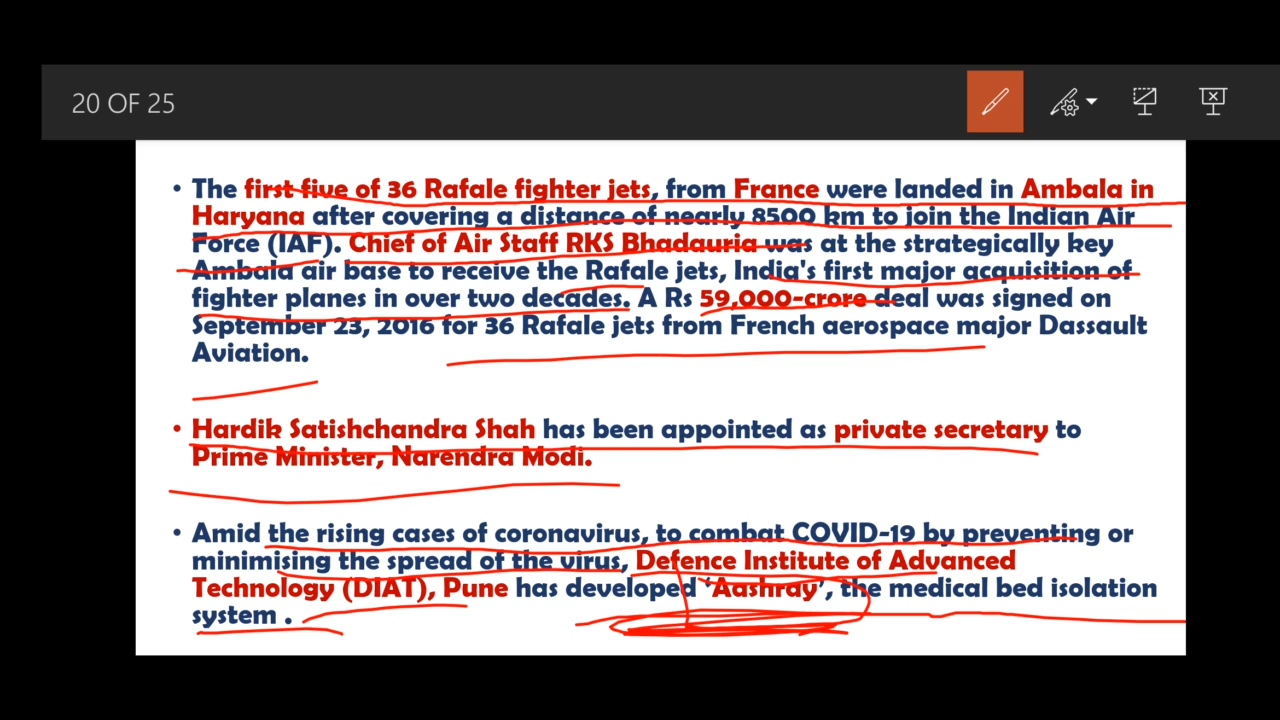 20 OF 25
• The first five of 36 Rafale fighter jets, from France were landed in Ambala in
Haryana after covering a distance of nearly 8500 km to join the Indian Air
Force (IAF). Chief of Air Staff RKS Bhadauria was at the strategically key
Ambala air base to receive the Rafale jets, India's first major acquisition of
fighter planes in over two decades. A Rs 59,000-crore deal was signed on
September 23, 2016 for 36 Rafale jets from French aerospace major Dassault
Aviation.
• Hardik Satishchandra Shah has been appointed as private secretary to
Prime Minister, Narendra Modi.
• Amid the rising cases of coronavirus, to combat COVID-19 by preventing or
minimising the spread of the virus, Defence Institute of Advanced
Technology (DIAT), Pune has developed ‘Aashray’, the medical bed isolation
system .